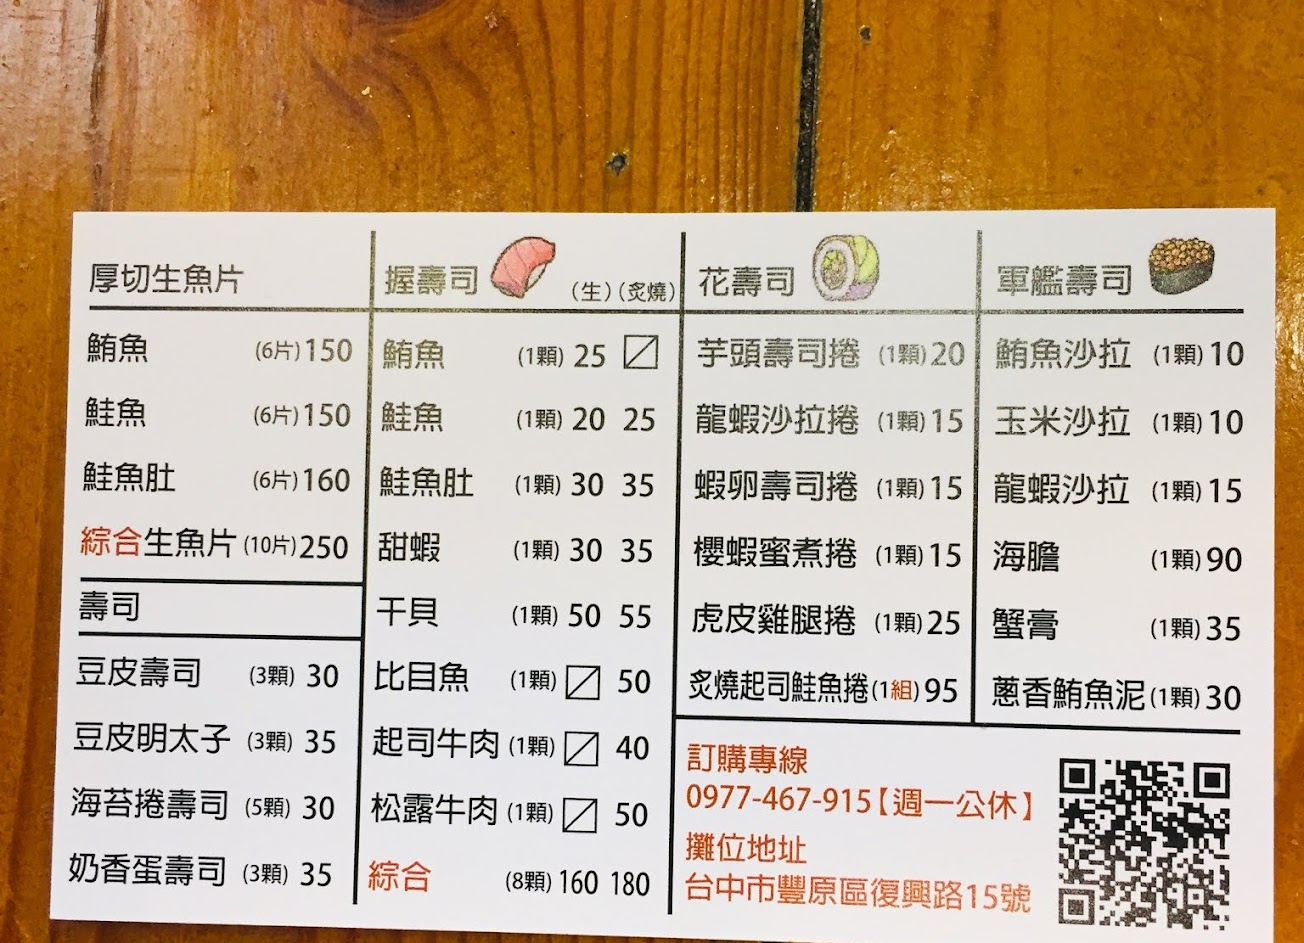 厚切生魚片
鮪魚 (6片) 150
鮭魚 (6片) 150
鮭魚肚 (6片) 160
綜合生魚片 (10片) 250
壽司
豆皮壽司 (3顆) 30
豆皮明太子 (3顆) 35
海苔捲壽司 (5顆) 30
奶香蛋壽司 (3顆) 35
握壽司 (生) (炙燒)
鮪魚 (1顆) 25
鮭魚 (1顆) 20 25
鮭魚肚 (1顆) 30 35
甜蝦 (1顆) 30 35
干貝 (1顆) 50 55
比目魚 (1顆) 50
起司牛肉 (1顆) 40
松露牛肉 (1顆) 50
綜合 (8顆) 160 180
花壽司
芋頭壽司捲 (1顆) 20
龍蝦沙拉捲 (1顆) 15
蝦卵壽司捲 (1顆) 15
櫻蝦蜜煮捲 (1顆) 15
虎皮雞腿捲 (1顆) 25
炙燒起司鮭魚捲 (1組) 95
軍艦壽司
鮪魚沙拉 (1顆) 10
玉米沙拉 (1顆) 10
龍蝦沙拉 (1顆) 15
海膽 (1顆) 90
蟹膏 (1顆) 35
蔥香鮪魚泥 (1顆) 30
訂購專線
0977-467-915【週一公休】
攤位地址
台中市豐原區復興路15號